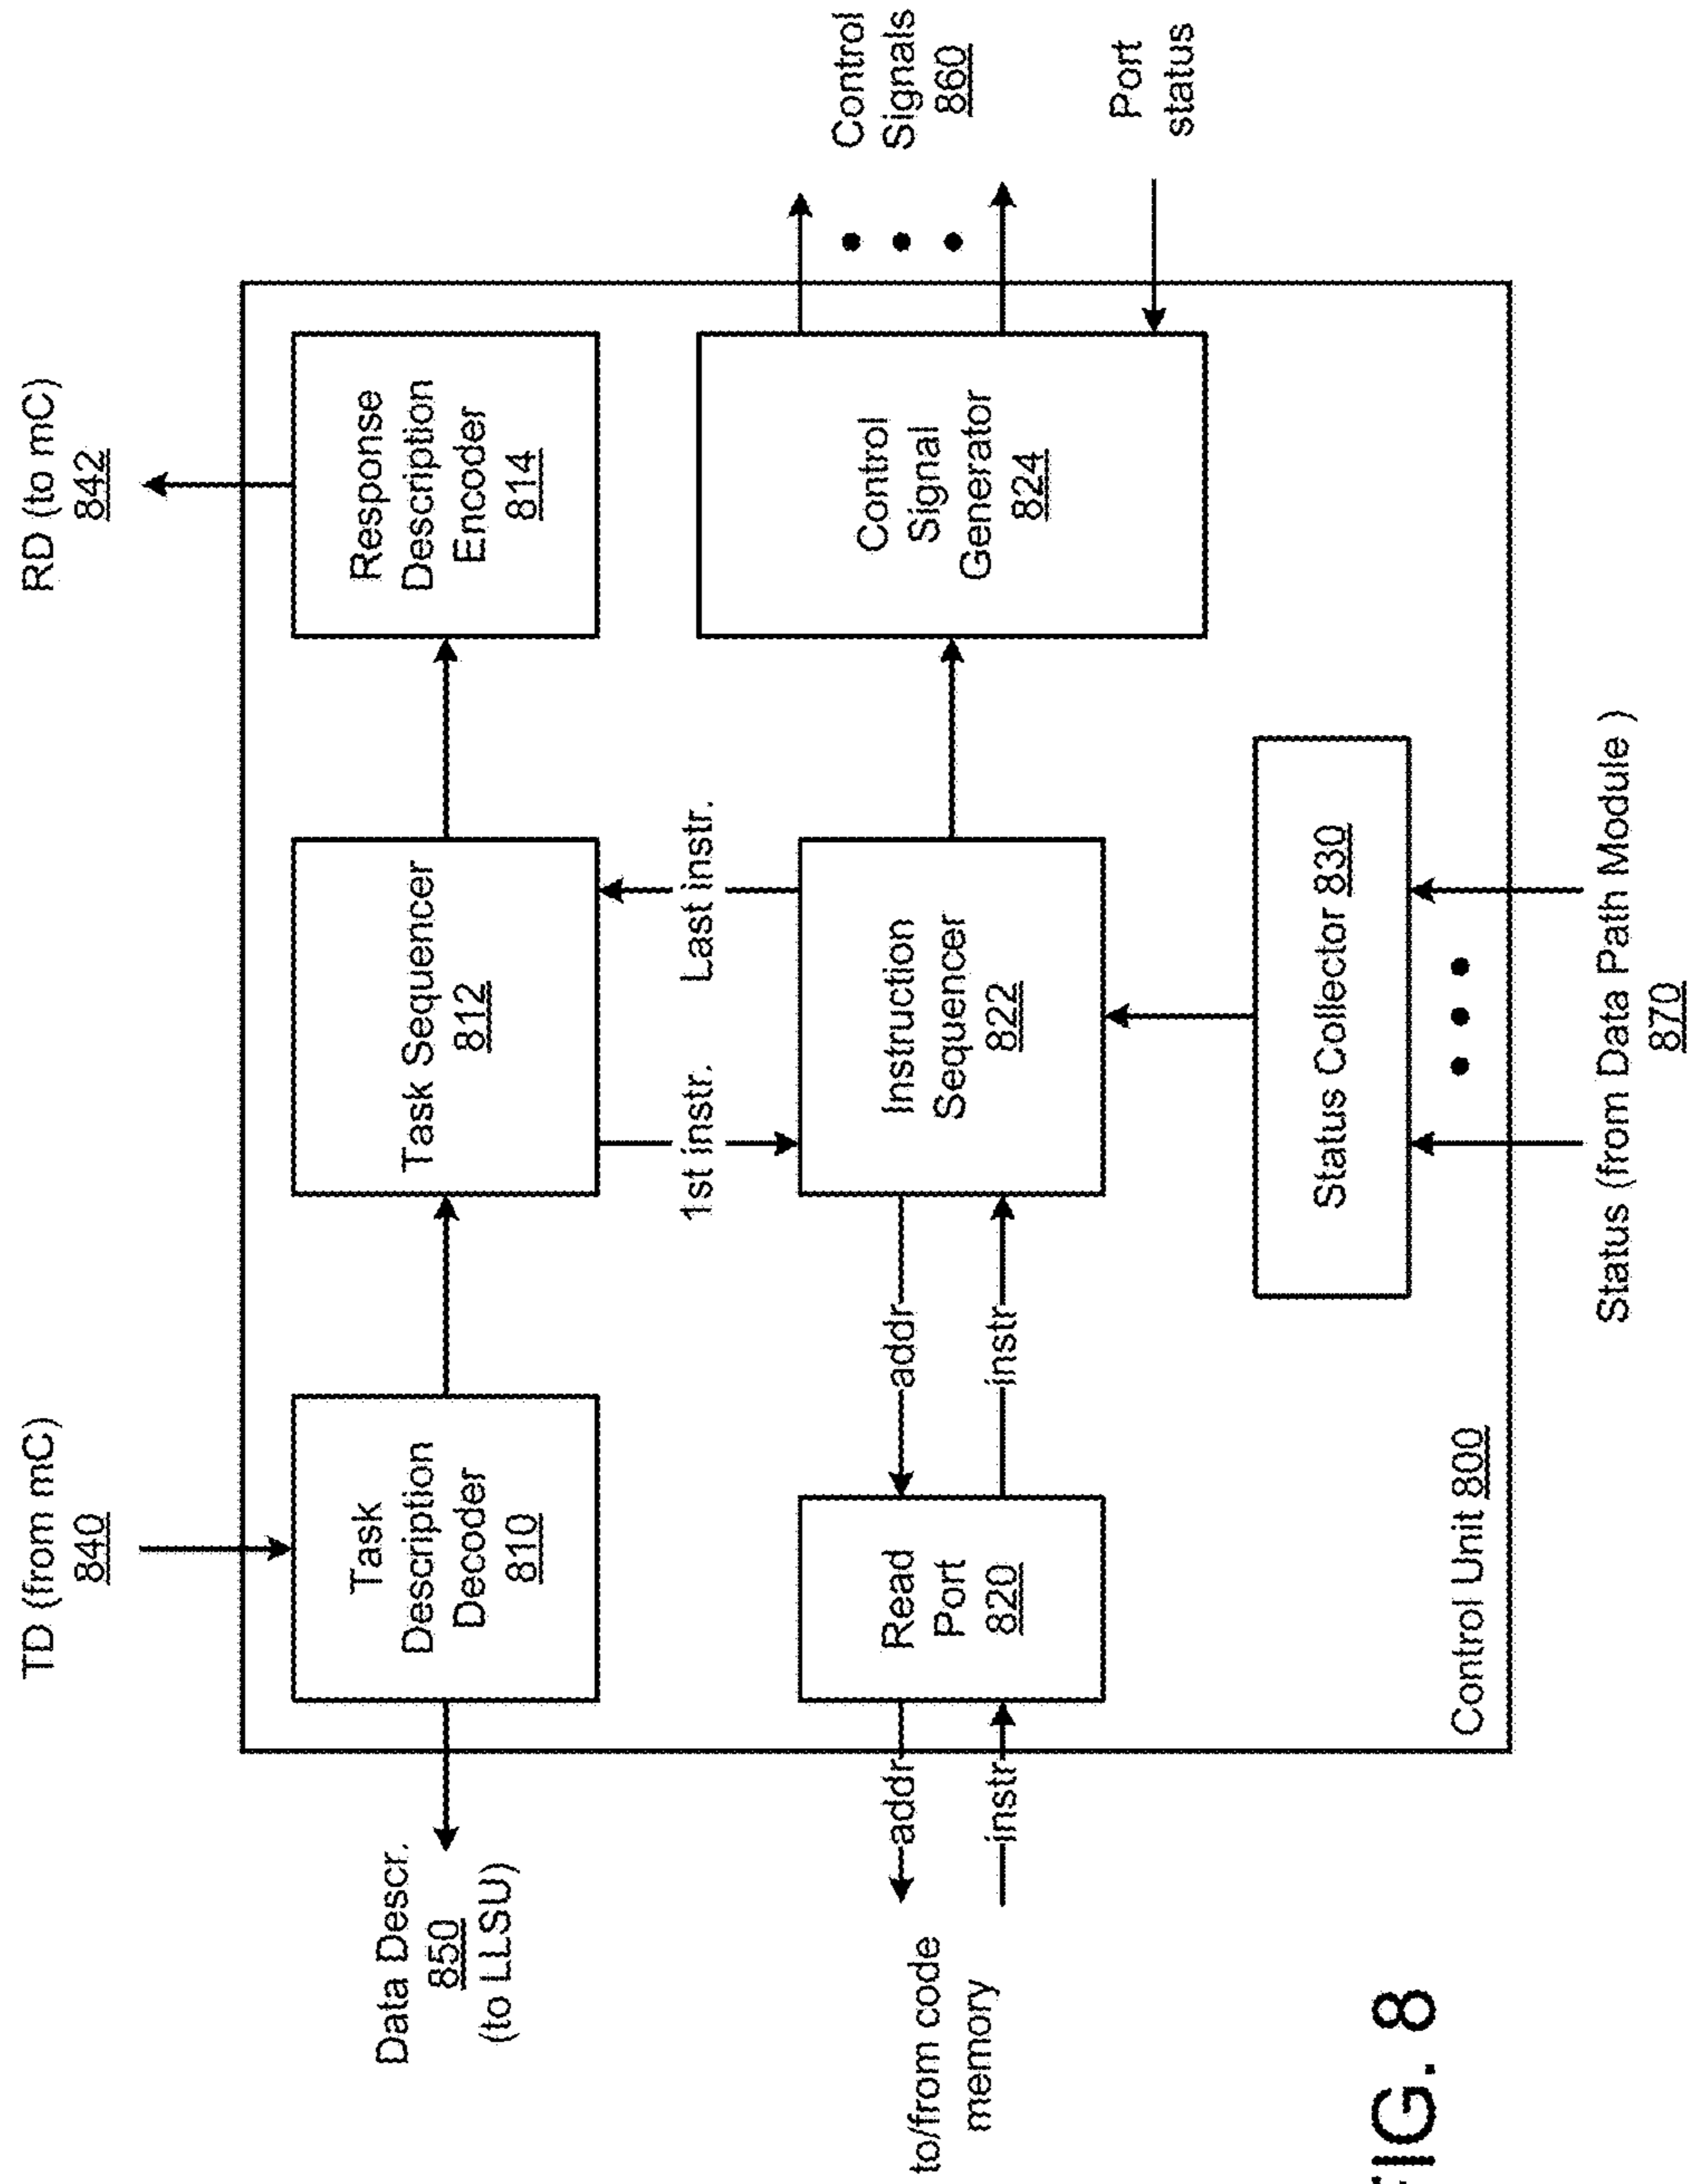 TD (from mC)
840
RD (to mC)
842
Data Descr.
850
(to LLSU)
Task
Description
Decoder
810
Task Sequencer
812
Response
Description
Encoder
814
1st instr.
Last instr.
to/from code
memory
addr
instr
Read
Port
820
addr
instr
Instruction
Sequencer
822
Control
Signal
Generator
824
Control
Signals
860
Port
status
Status Collector 830
Control Unit 800
Status (from Data Path Module )
870
FIG. 8